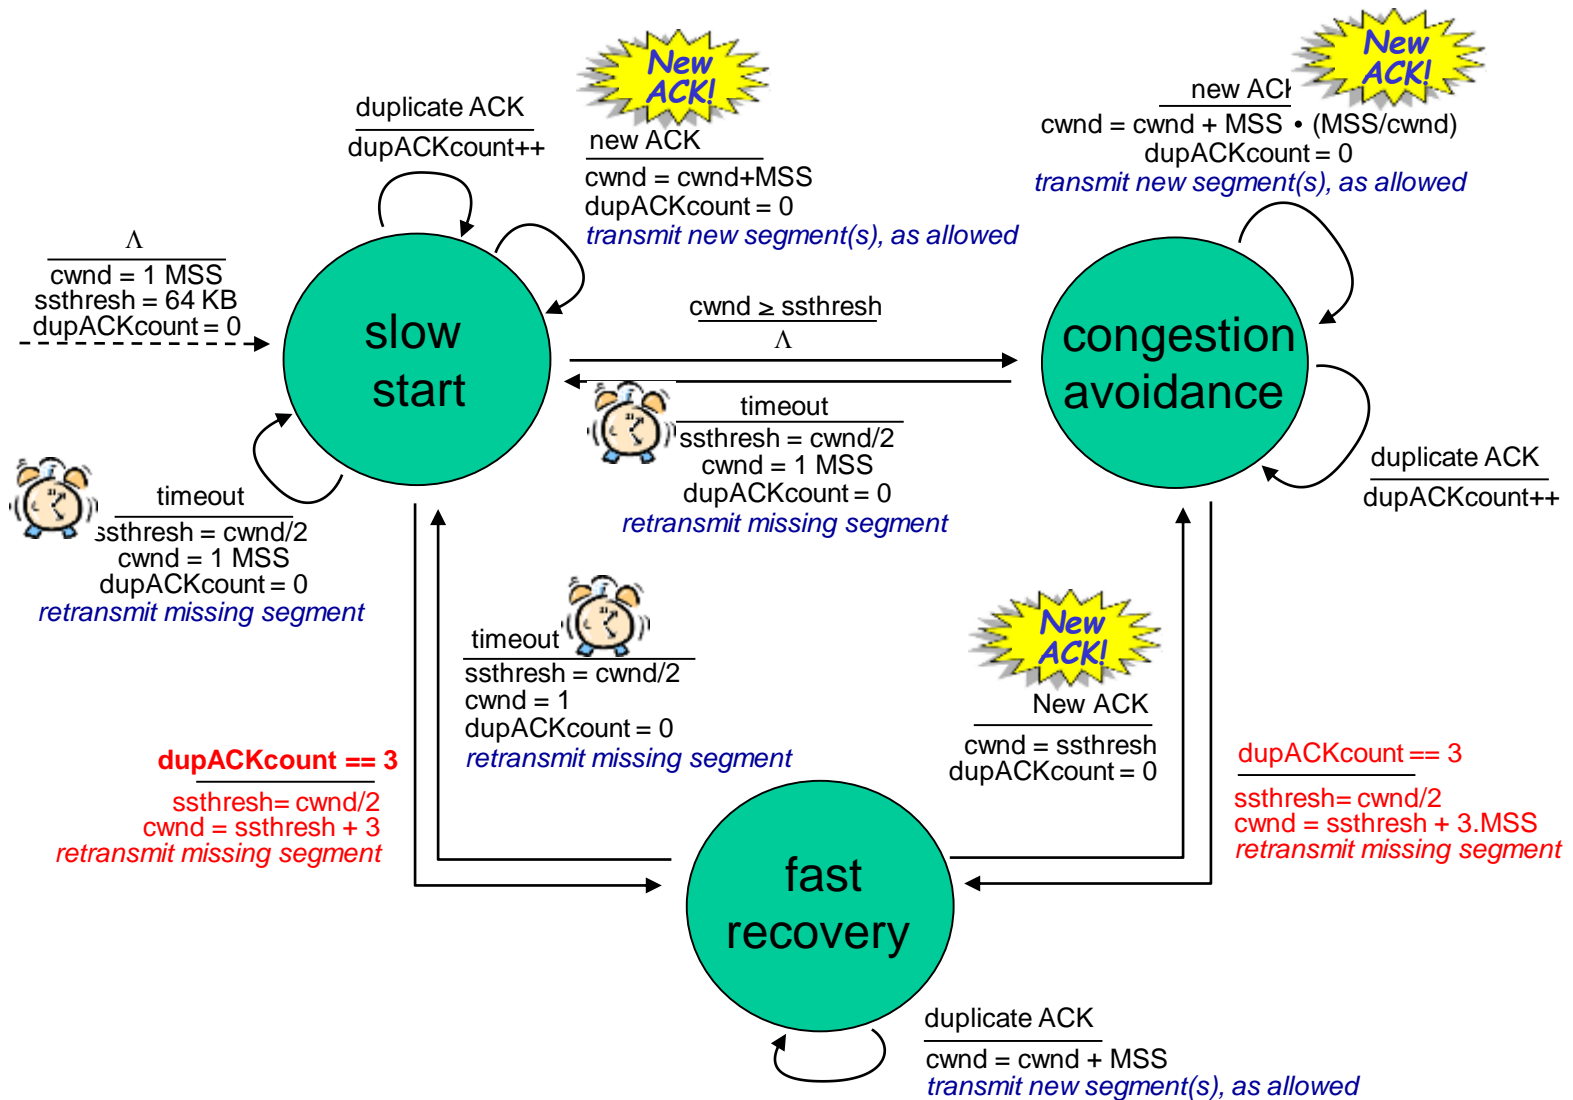 New
ACK!
duplicate ACK
dupACKcount++
new ACK
cwnd = cwnd+MSS
dupACKcount = 0
transmit new segment(s), as allowed
New
ACK!
new ACK
cwnd = cwnd + MSS • (MSS/cwnd)
dupACKcount = 0
transmit new segment(s), as allowed
Λ
cwnd = 1 MSS
ssthresh = 64 KB
dupACKcount = 0
slow
start
cwnd ≥ ssthresh
Λ
congestion
avoidance
timeout
ssthresh = cwnd/2
cwnd = 1 MSS
dupACKcount = 0
retransmit missing segment
duplicate ACK
dupACKcount++
timeout
ssthresh = cwnd/2
cwnd = 1 MSS
dupACKcount = 0
retransmit missing segment
timeout
ssthresh = cwnd/2
cwnd = 1
dupACKcount = 0
retransmit missing segment
New
ACK!
New ACK
cwnd = ssthresh
dupACKcount = 0
dupACKcount == 3
ssthresh= cwnd/2
cwnd = ssthresh + 3
retransmit missing segment
dupACKcount == 3
ssthresh= cwnd/2
cwnd = ssthresh + 3.MSS
retransmit missing segment
fast
recovery
duplicate ACK
cwnd = cwnd + MSS
transmit new segment(s), as allowed